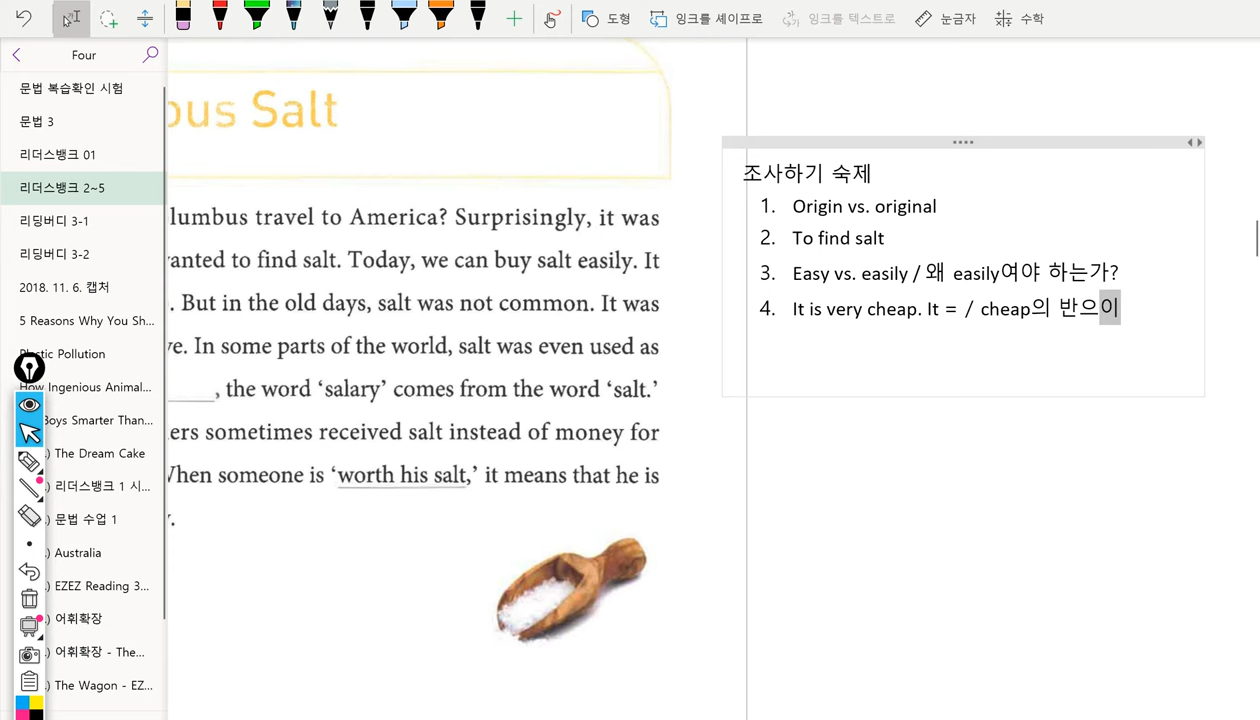 도형
잉크를 셰이프로
잉크를 텍스트로
눈금자
수학
Four
문법 복습확인 시험
문법 3
리더스뱅크 01
리더스뱅크 2~5
리딩버디 3-1
리딩버디 3-2
2018. 11. 6. 캡처
5 Reasons Why You Sh...
Plastic Pollution
How Ingenious Animal...
Boys Smarter Than...
.) The Dream Cake
.) 리더스뱅크 1 시...
.) 문법 수업 1
.) Australia
.) EZEZ Reading 3...
.) 어휘확장
.) 어휘확장 - The...
.) The Wagon - EZ...
ous Salt
lumbus travel to America? Surprisingly, it was
wanted to find salt. Today, we can buy salt easily. It
. But in the old days, salt was not common. It was
ve. In some parts of the world, salt was even used as
, the word ‘salary’ comes from the word ‘salt.’
iers sometimes received salt instead of money for
When someone is ‘worth his salt,’ it means that he is
조사하기 숙제
1. Origin vs. original
2. To find salt
3. Easy vs. easily / 왜 easily여야 하는가?
4. It is very cheap. It = / cheap의 반으이